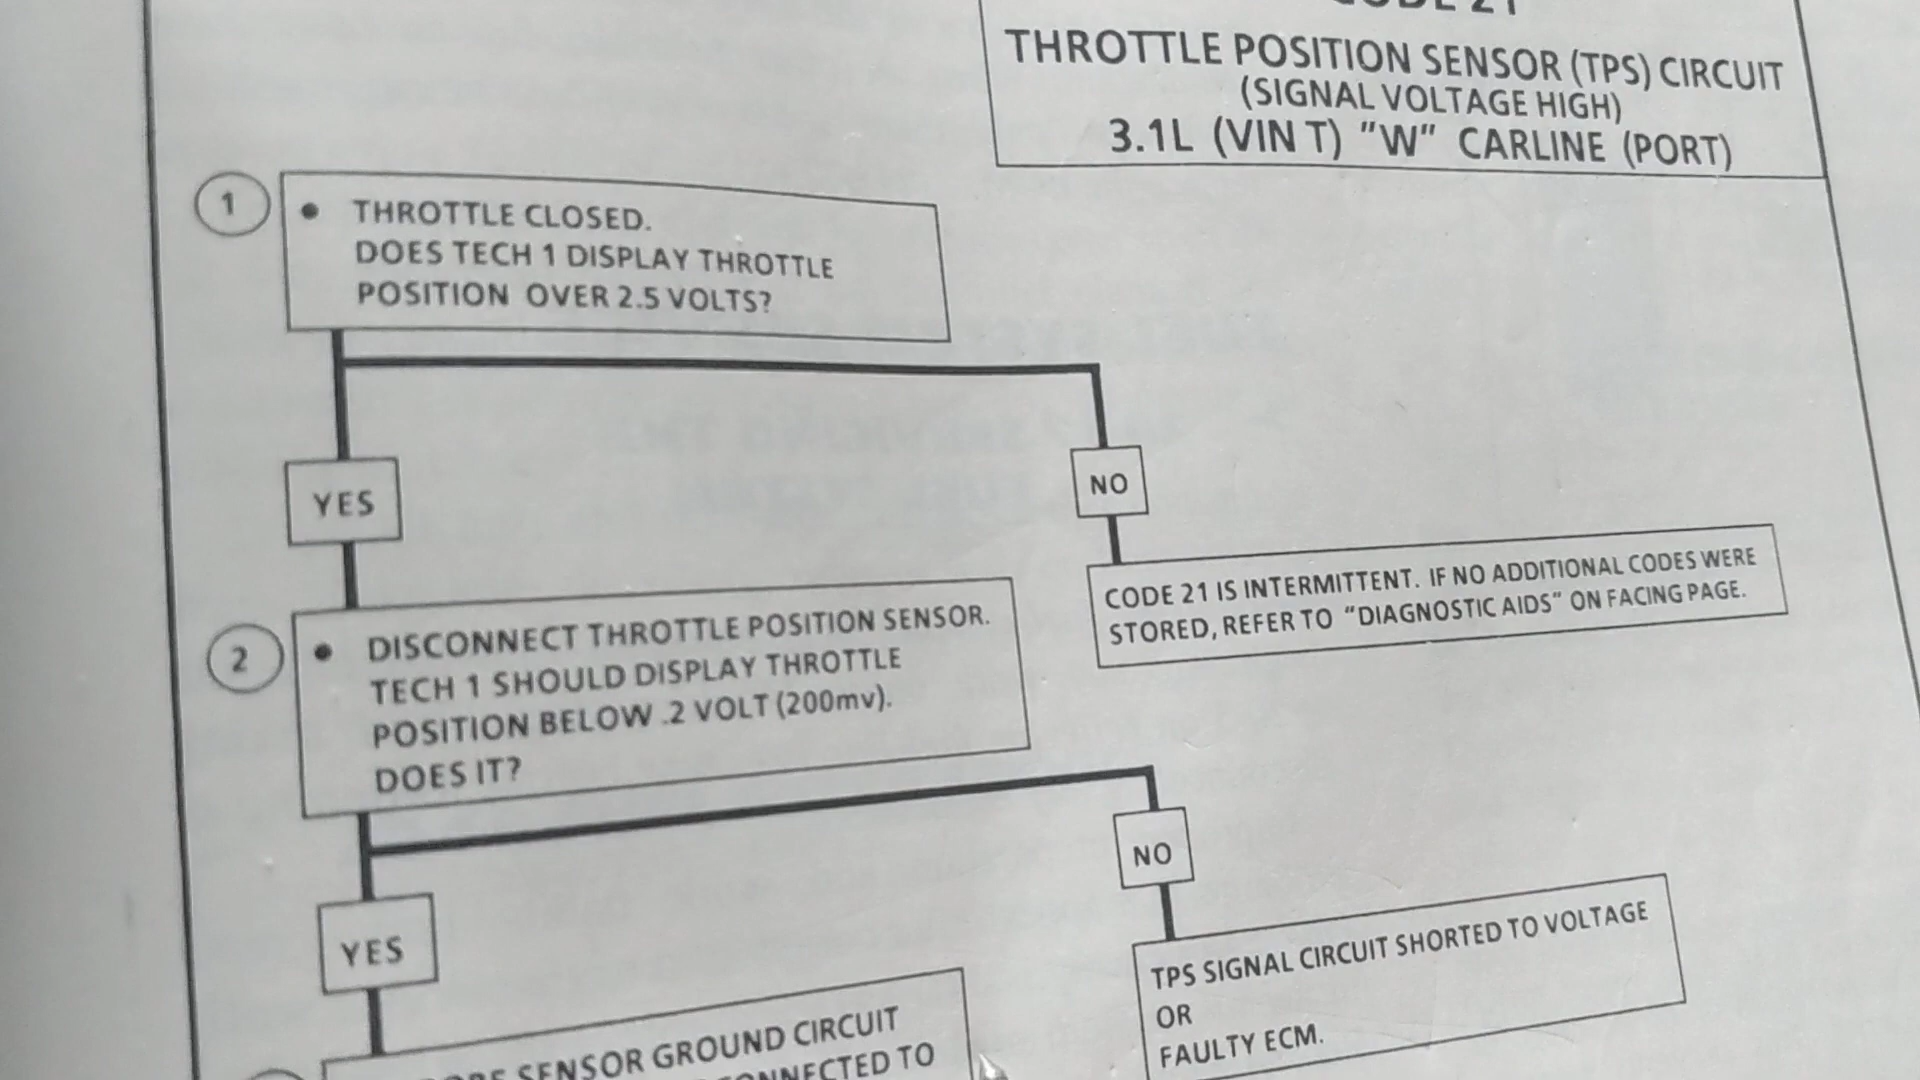 CODE 21
THROTTLE POSITION SENSOR (TPS) CIRCUIT
(SIGNAL VOLTAGE HIGH)
3.1L (VIN T) "W" CARLINE (PORT)
1
• THROTTLE CLOSED.
DOES TECH 1 DISPLAY THROTTLE
POSITION OVER 2.5 VOLTS?
YES
NO
CODE 21 IS INTERMITTENT. IF NO ADDITIONAL CODES WERE
STORED, REFER TO "DIAGNOSTIC AIDS" ON FACING PAGE.
2
• DISCONNECT THROTTLE POSITION SENSOR.
TECH 1 SHOULD DISPLAY THROTTLE
POSITION BELOW .2 VOLT (200mv).
DOES IT?
YES
NO
TPS SIGNAL CIRCUIT SHORTED TO VOLTAGE
OR
FAULTY ECM.
SENSOR GROUND CIRCUIT
TO